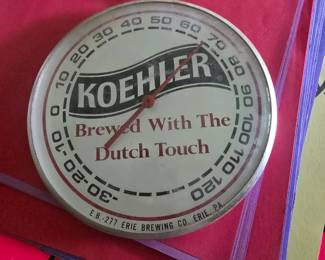 KOEHLER
Brewed With The
Dutch Touch
-30-20-10 0 10 20 30 40 50 60 70 80 90 100 110 120
E.B.-277 ERIE BREWING CO. ERIE, PA.